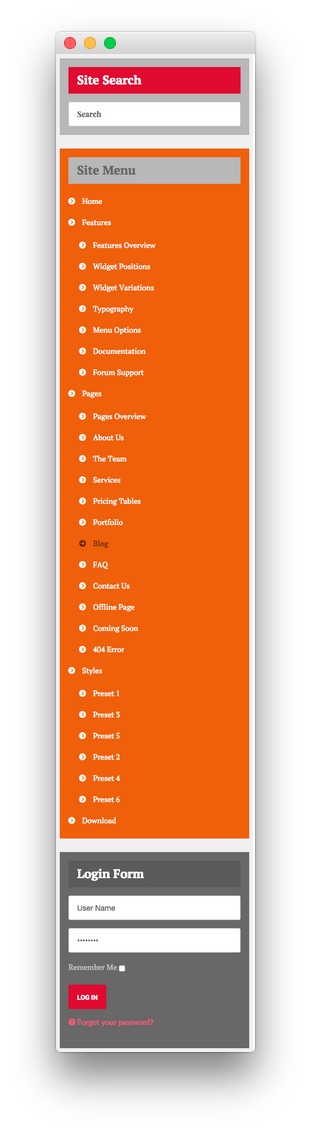 Site Search
Search
Site Menu
Home
Features
Features Overview
Widget Positions
Widget Variations
Typography
Menu Options
Documentation
Forum Support
Pages
Pages Overview
About Us
The Team
Services
Pricing Tables
Portfolio
Blog
FAQ
Contact Us
Offline Page
Coming Soon
404 Error
Styles
Preset 1
Preset 3
Preset 5
Preset 2
Preset 4
Preset 6
Download
Login Form
User Name
••••••••
Remember Me
LOG IN
Forgot your password?